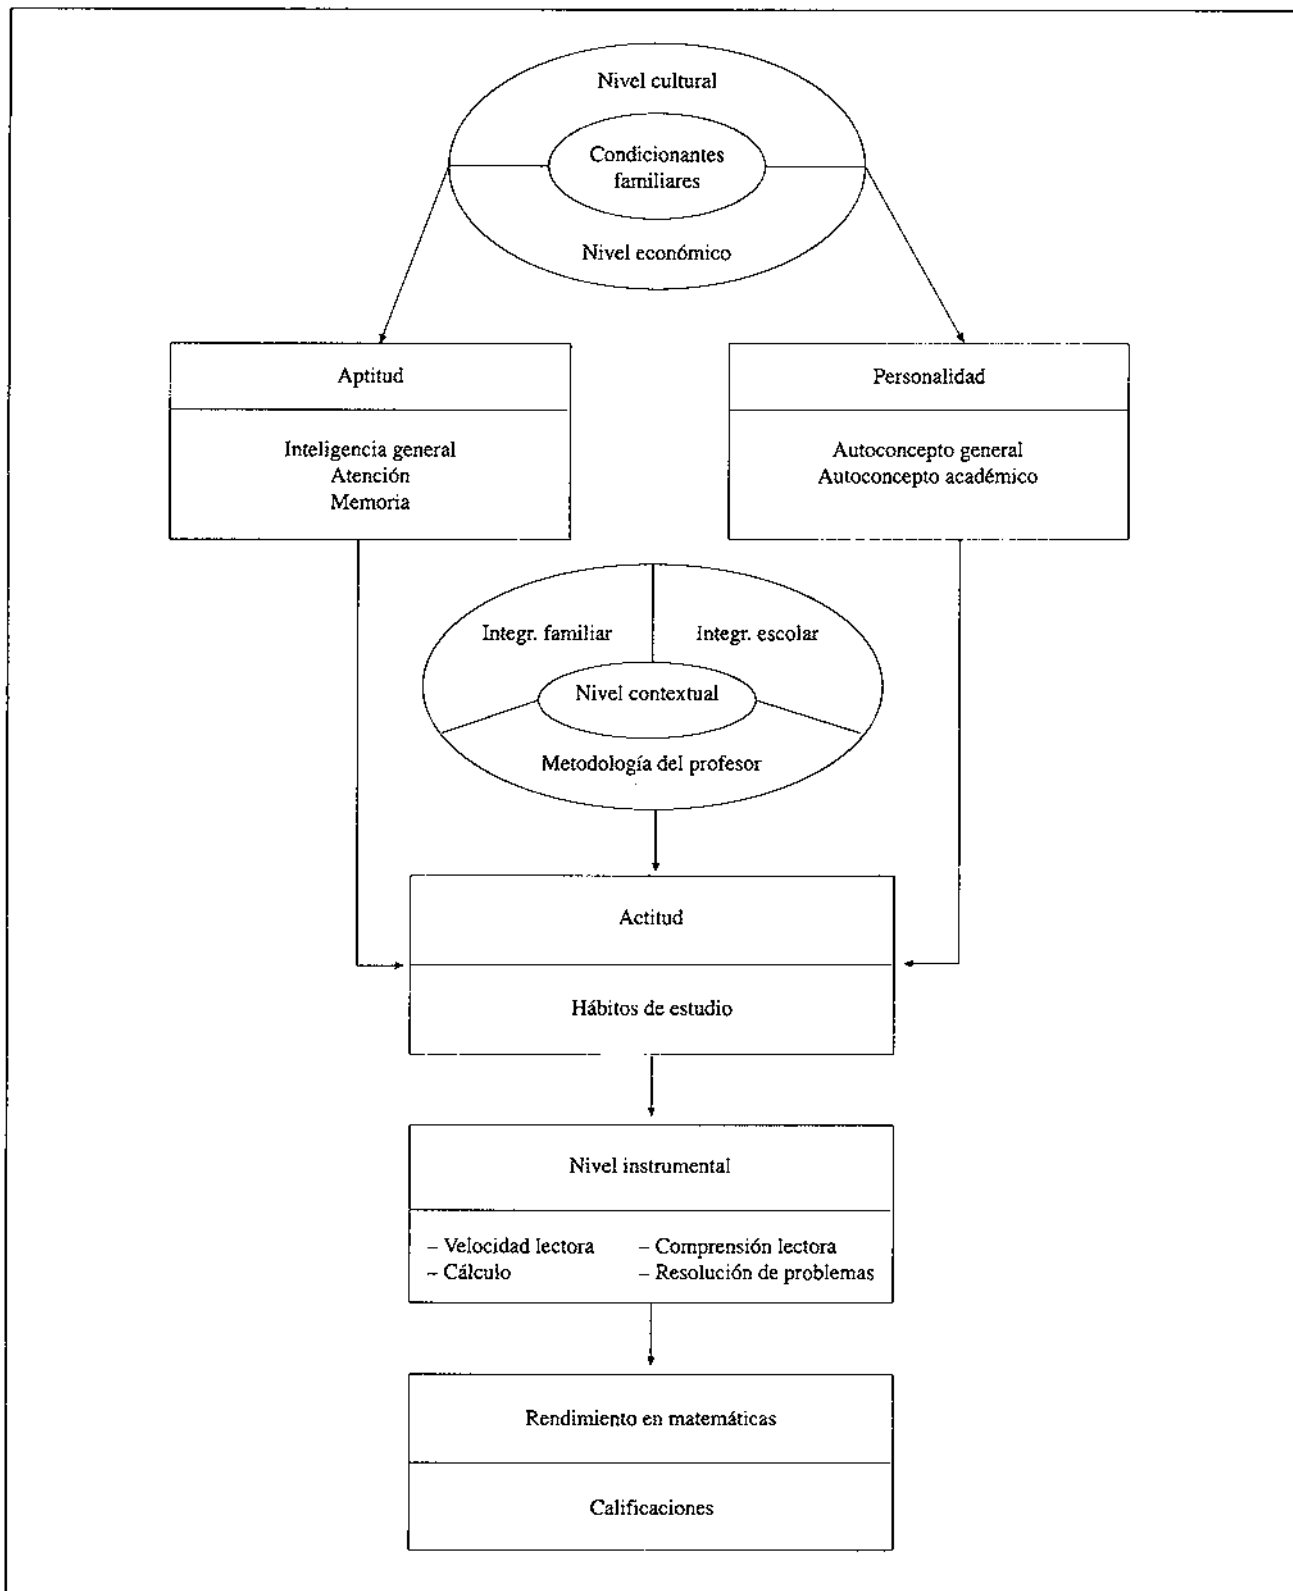 Nivel cultural
Condicionantes
familiares
Nivel económico
Aptitud
Inteligencia general
Atención
Memoria
Personalidad
Autoconcepto general
Autoconcepto académico
Integr. familiar
Integr. escolar
Nivel contextual
Metodología del profesor
Actitud
Hábitos de estudio
Nivel instrumental
– Velocidad lectora – Comprensión lectora
– Cálculo – Resolución de problemas
Rendimiento en matemáticas
Calificaciones